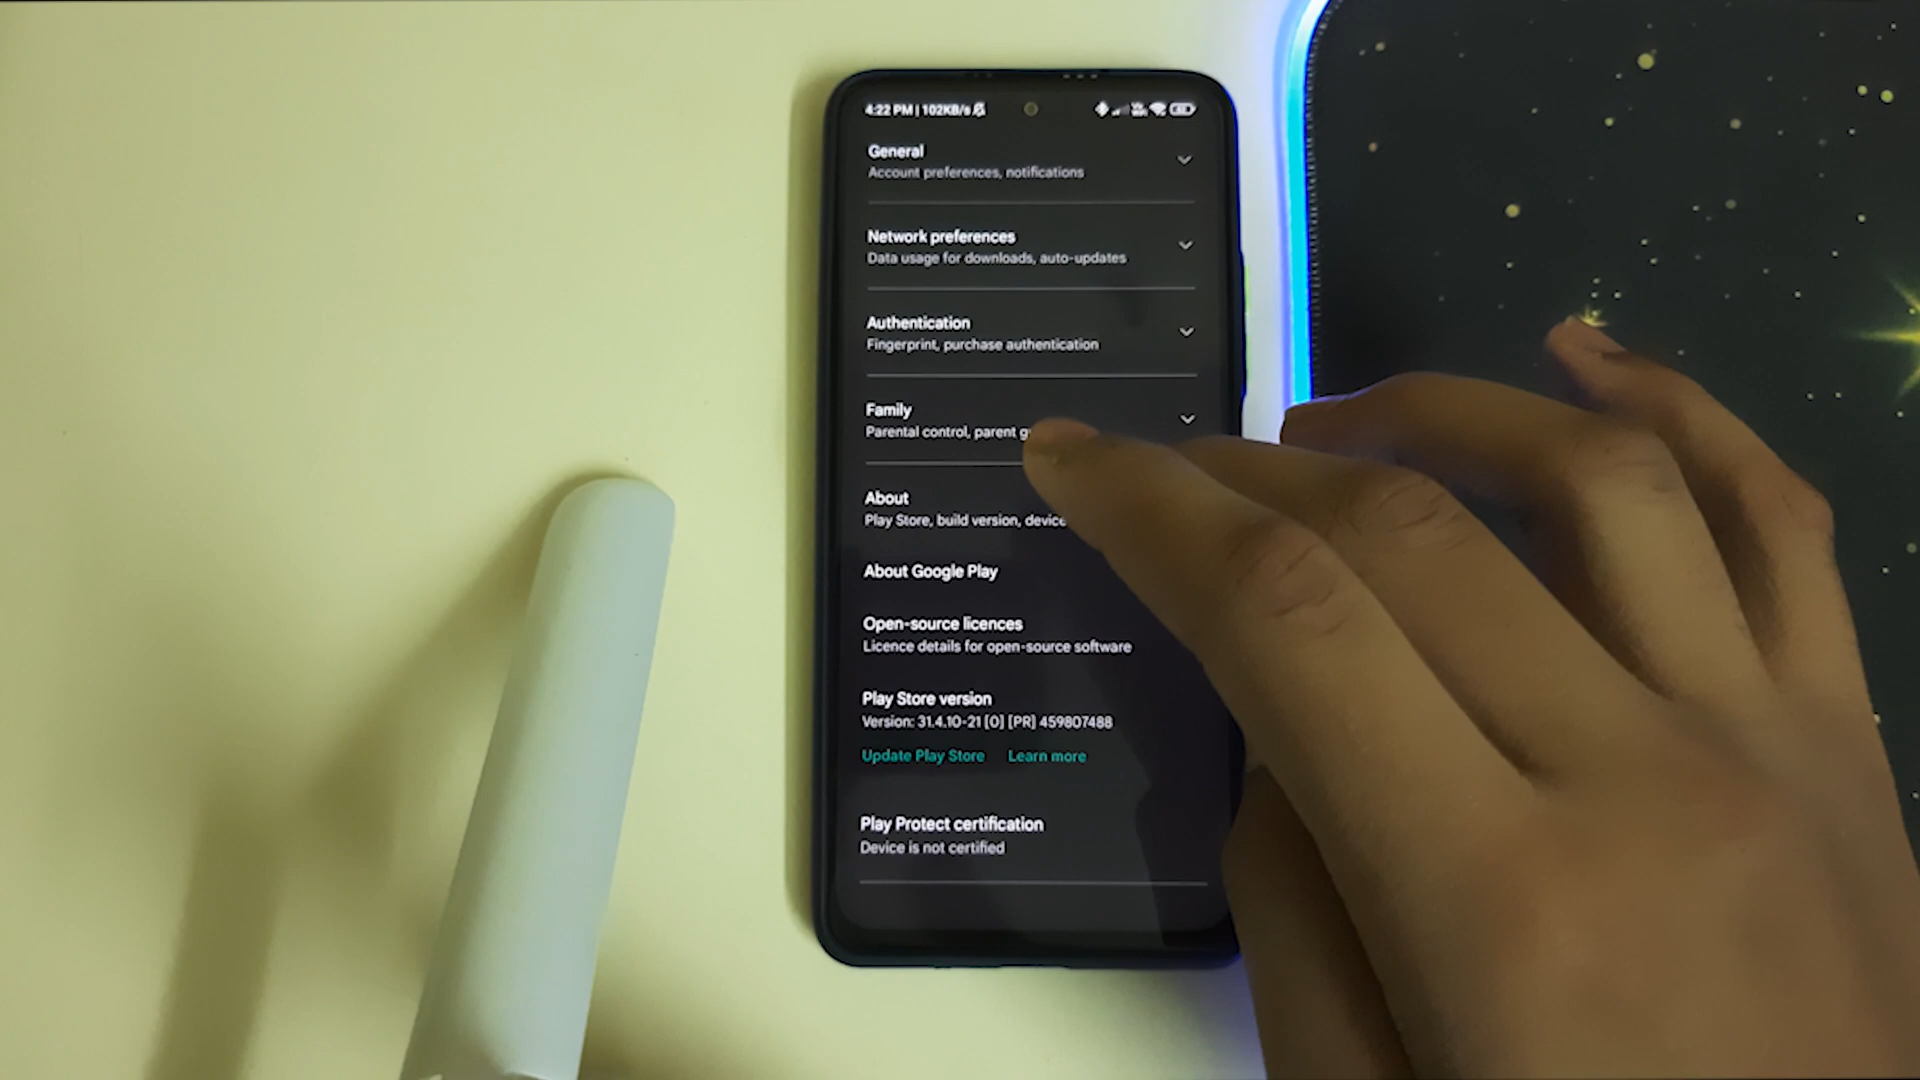 4:22 PM | 102KB/s
General
Account preferences, notifications
Network preferences
Data usage for downloads, auto-updates
Authentication
Fingerprint, purchase authentication
Family
Parental control, parent
About
Play Store, build version, device
About Google Play
Open-source licences
Licence details for open-source software
Play Store version
Version: 31.4.10-21 [0] [PR] 459807488
Update Play Store Learn more
Play Protect certification
Device is not certified